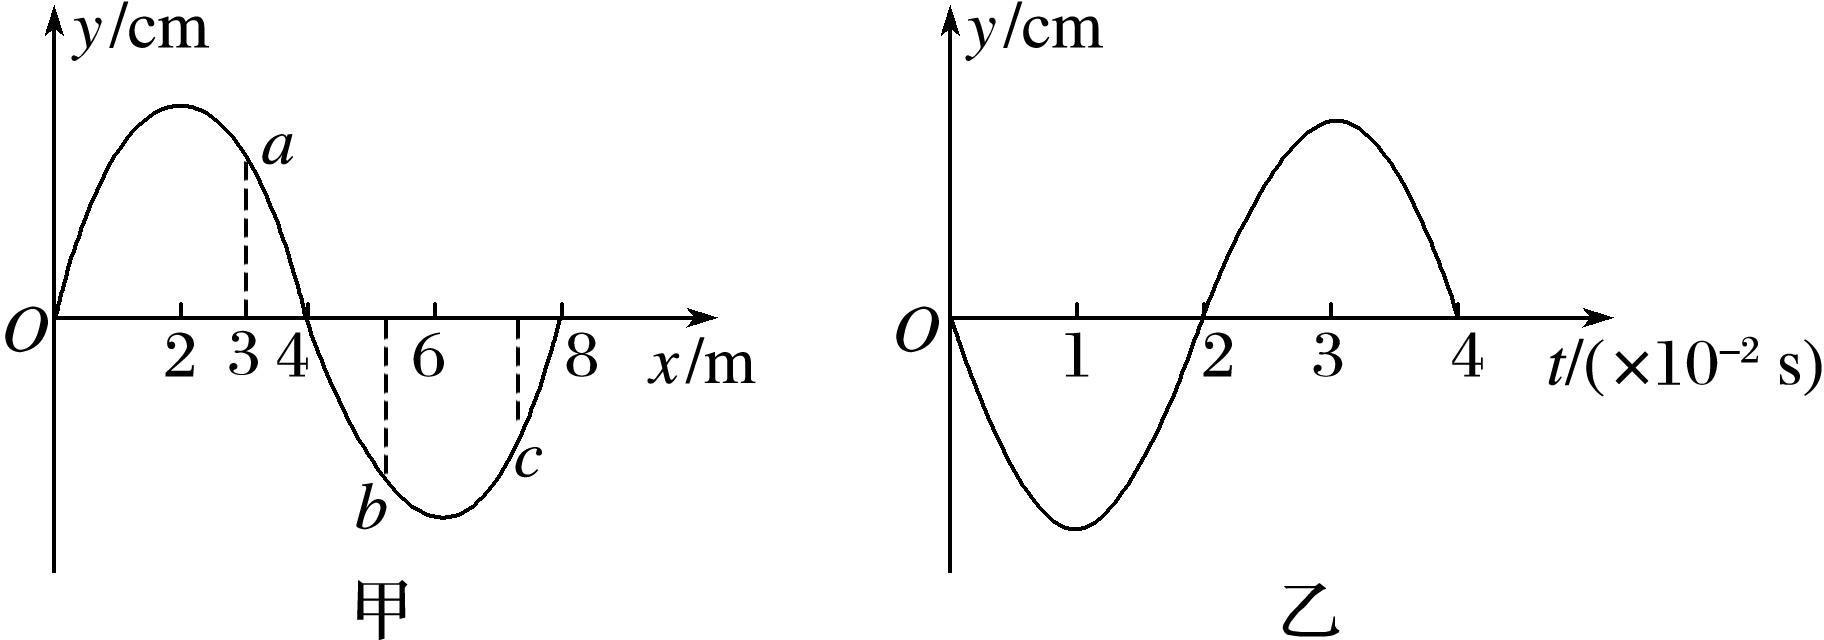 y/cm
a
O
2 3 4 6 8
x/m
b
c
甲
y/cm
O
1 2 3 4
t/(×10⁻² s)
乙